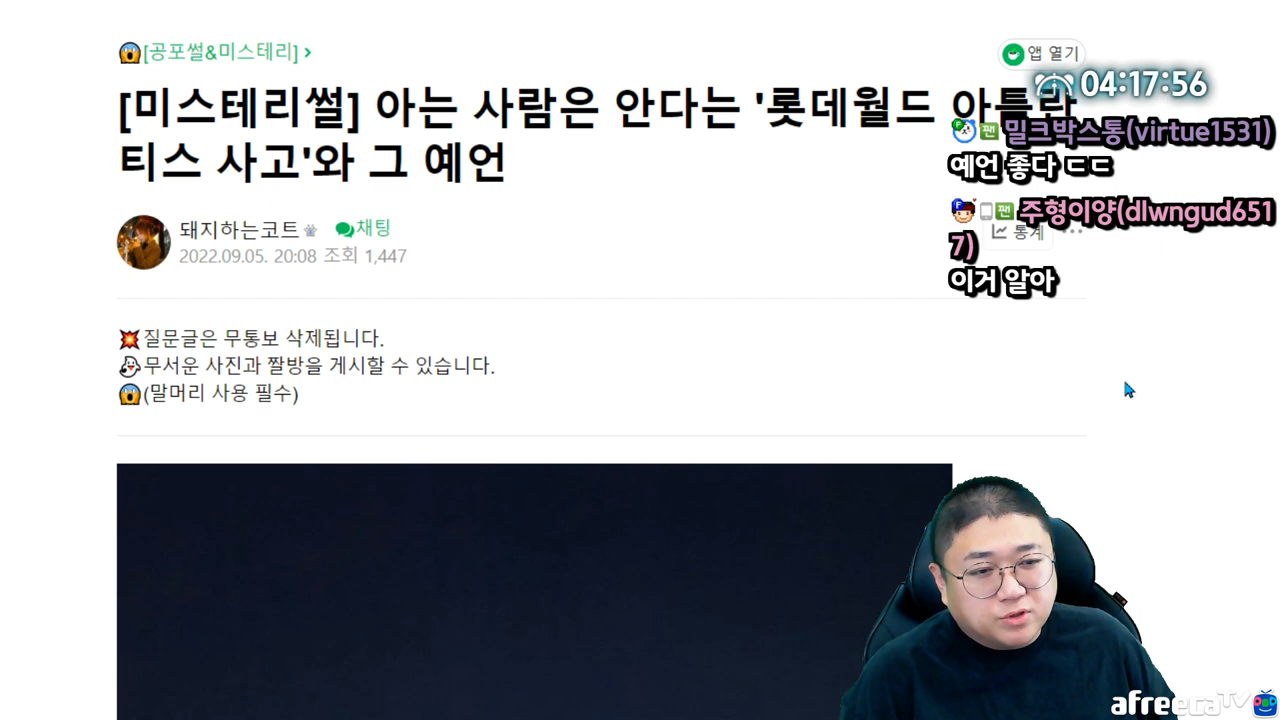 [공포썰&미스테리] >
앱 열기
04:17:56
[미스테리썰] 아는 사람은 안다는 '롯데월드 아틀란
티스 사고'와 그 예언
밀크박스통(virtue1531)
예언 좋다 ㄷㄷ
주형이양(dlwngud651
7)
이거 알아
돼지하는코트
채팅
2022.09.05. 20:08 조회 1,447
통계
질문글은 무통보 삭제됩니다.
무서운 사진과 짤방을 게시할 수 있습니다.
(말머리 사용 필수)
afreecaTV